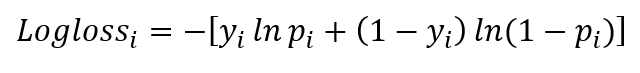 Logloss_i = −[y_i ln p_i + (1 − y_i) ln(1 − p_i)]